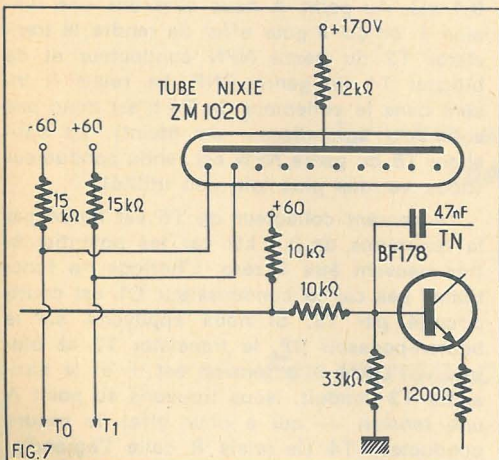 +170V
TUBE NIXIE
ZM1020
12kΩ
+60 +60
15 kΩ
15kΩ
+60
10kΩ
10kΩ
47nF
TN
BF178
33kΩ
1200Ω
T0
T1
FIG.7